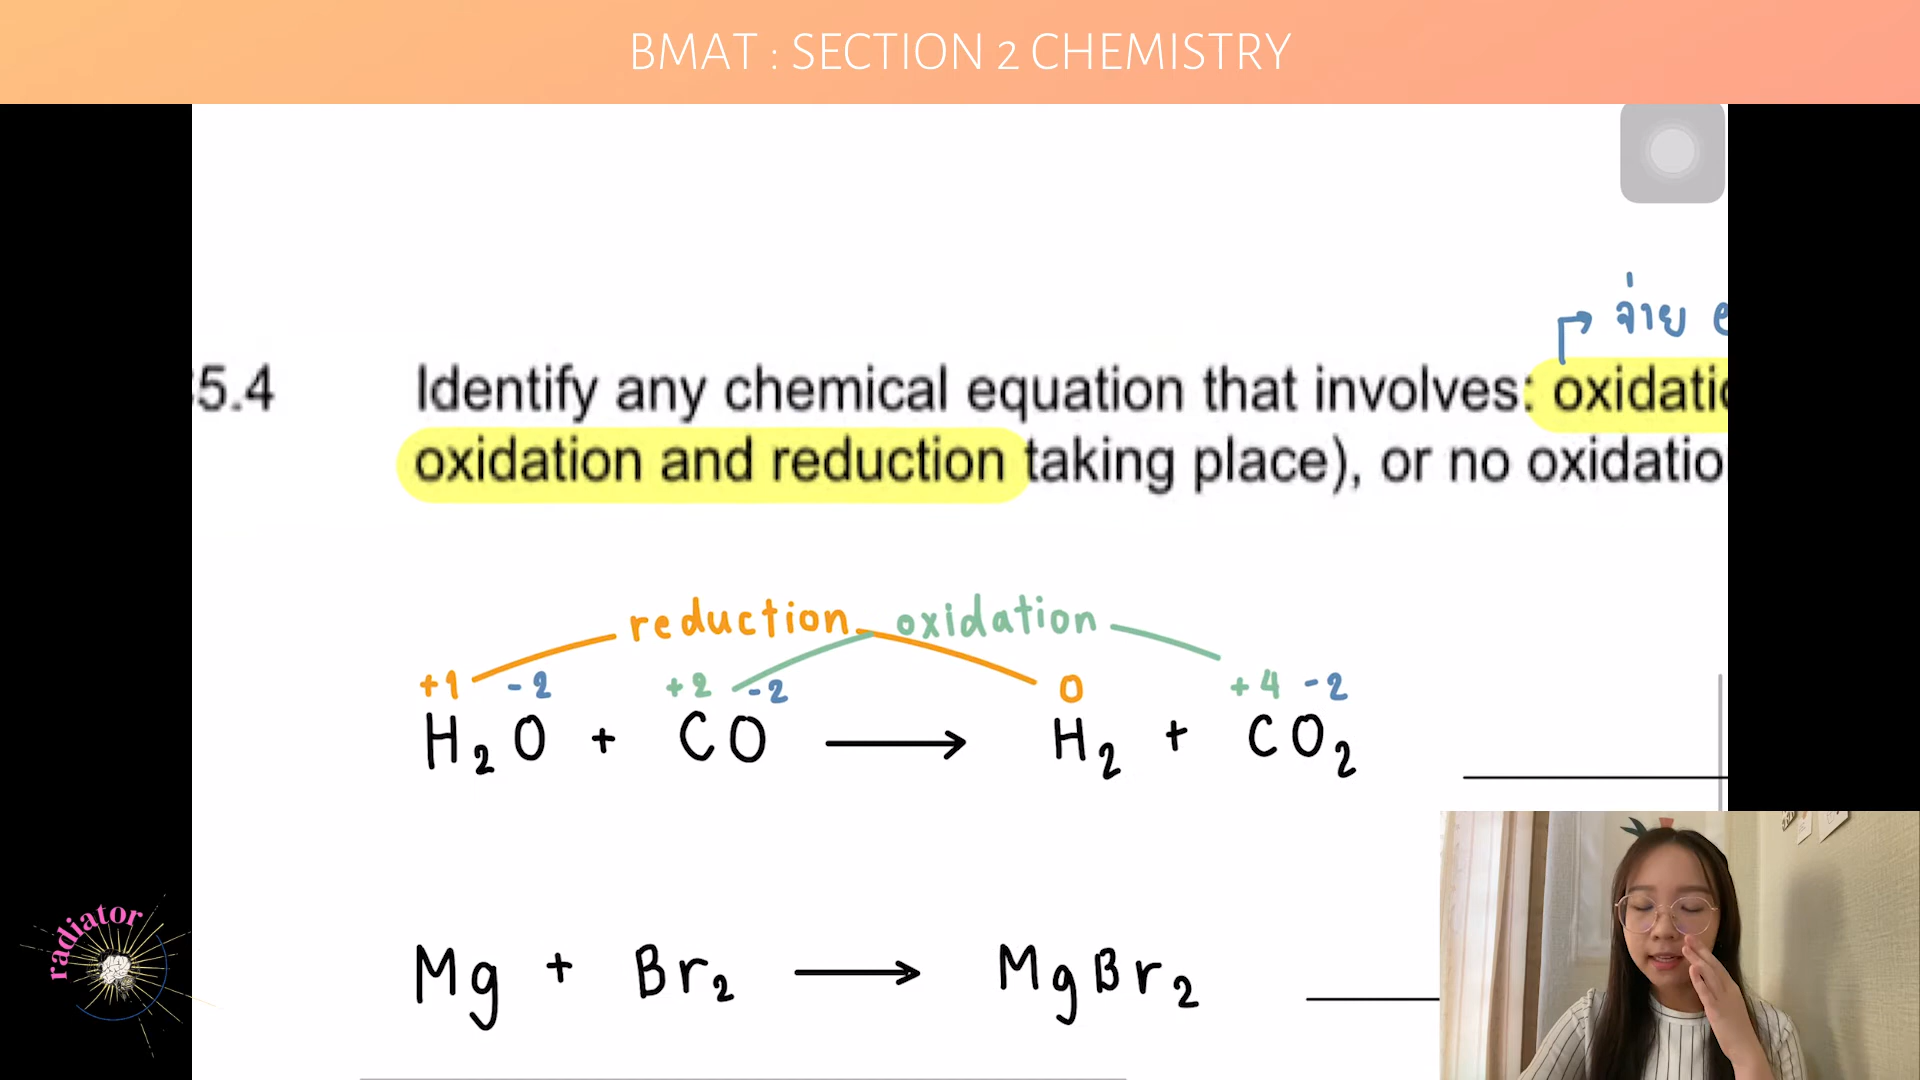 BMAT : SECTION 2 CHEMISTRY
จ่าย e
5.4 Identify any chemical equation that involves: oxidatio
oxidation and reduction taking place), or no oxidatio
reduction oxidation
+1 -2 +2 -2 0 +4 -2
H₂O + CO → H₂ + CO₂
Mg + Br₂ → MgBr₂
radiator